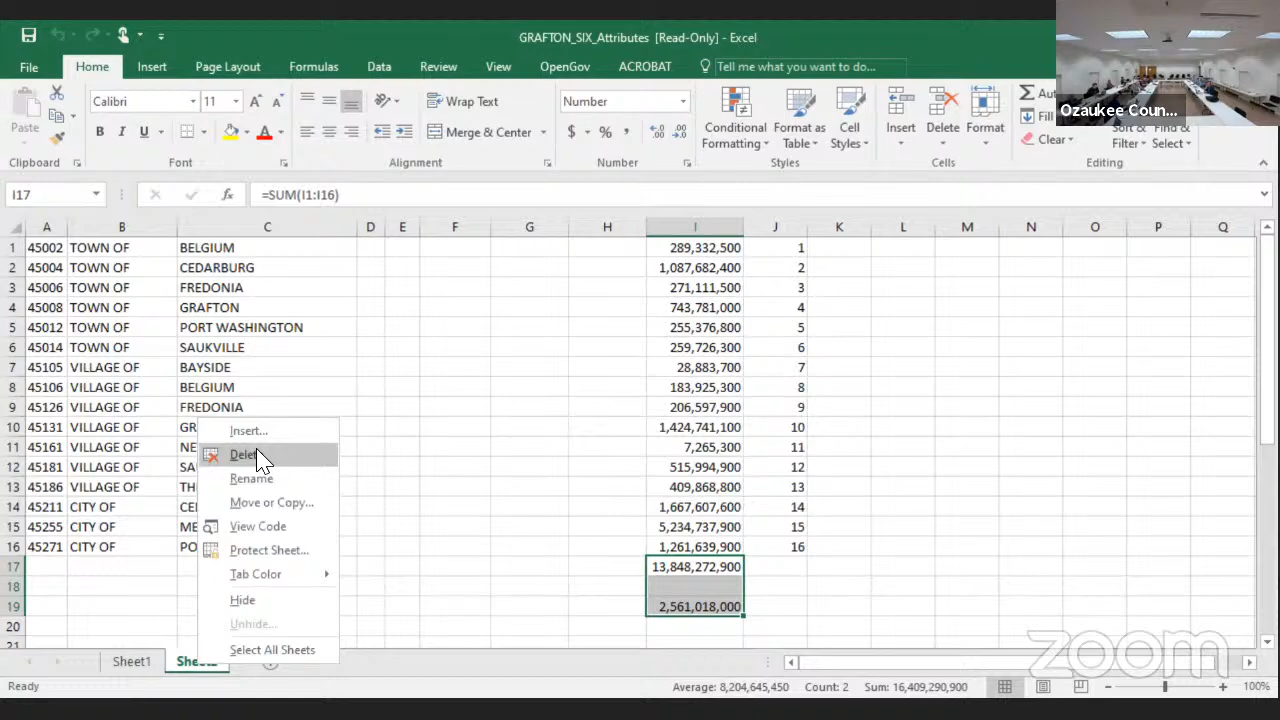 GRAFTON_SIX_Attributes [Read-Only] - Excel
File Home Insert Page Layout Formulas Data Review View OpenGov ACROBAT Tell me what you want to do...
Ozaukee Coun...
Paste
Calibri 11
B I U
Wrap Text
Merge & Center
Number
$ % ,
Conditional Formatting
Format as Table
Cell Styles
Insert Delete Format
Fill
Clear
Sort & Filter
Find & Select
Clipboard Font Alignment Number Styles Cells Editing
I17 fx =SUM(I1:I16)
A B C D E F G H I J K L M N O P Q
1 45002 TOWN OF BELGIUM 289,332,500 1
2 45004 TOWN OF CEDARBURG 1,087,682,400 2
3 45006 TOWN OF FREDONIA 271,111,500 3
4 45008 TOWN OF GRAFTON 743,781,000 4
5 45012 TOWN OF PORT WASHINGTON 255,376,800 5
6 45014 TOWN OF SAUKVILLE 259,726,300 6
7 45105 VILLAGE OF BAYSIDE 28,883,700 7
8 45106 VILLAGE OF BELGIUM 183,925,300 8
9 45126 VILLAGE OF FREDONIA 206,597,900 9
10 45131 VILLAGE OF GR 1,424,741,100 10
11 45161 VILLAGE OF NE 7,265,300 11
12 45181 VILLAGE OF SA 515,994,900 12
13 45186 VILLAGE OF TH 409,868,800 13
14 45211 CITY OF CE 1,667,607,600 14
15 45255 CITY OF ME 5,234,737,900 15
16 45271 CITY OF PO 1,261,639,900 16
17 13,848,272,900
18
19 2,561,018,000
20
21
Insert...
Delet
Rename
Move or Copy...
View Code
Protect Sheet...
Tab Color
Hide
Unhide...
Select All Sheets
Sheet1
zoom
Ready Average: 8,204,645,450 Count: 2 Sum: 16,409,290,900 100%